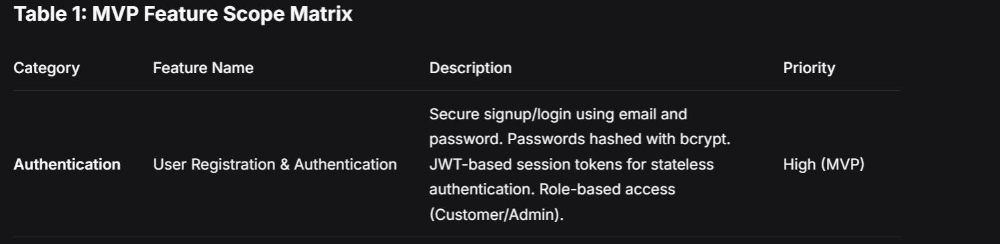 Table 1: MVP Feature Scope Matrix
Category Feature Name Description Priority
Secure signup/login using email and
password. Passwords hashed with bcrypt.
Authentication User Registration & Authentication JWT-based session tokens for stateless High (MVP)
authentication. Role-based access
(Customer/Admin).